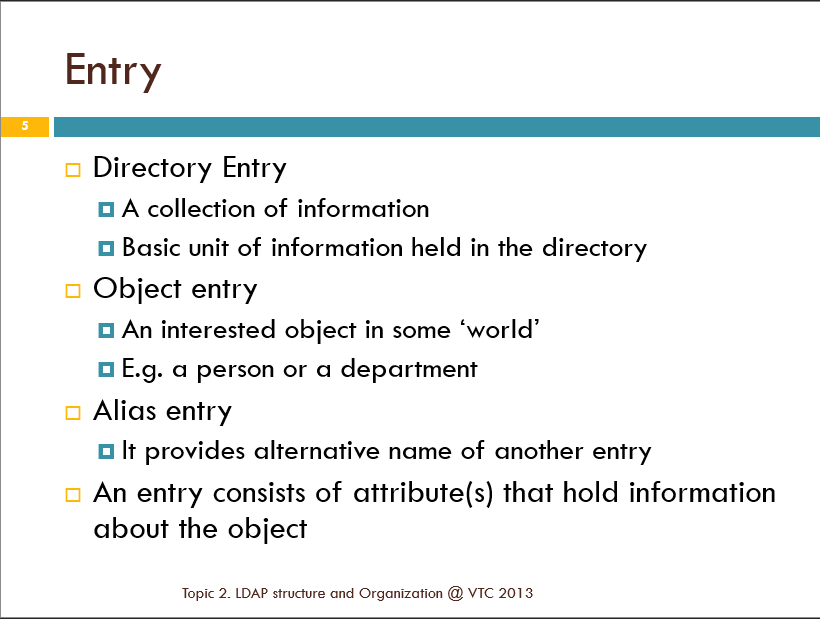 Entry
5
Directory Entry
A collection of information
Basic unit of information held in the directory
Object entry
An interested object in some ‘world’
E.g. a person or a department
Alias entry
It provides alternative name of another entry
An entry consists of attribute(s) that hold information
about the object
Topic 2. LDAP structure and Organization @ VTC 2013